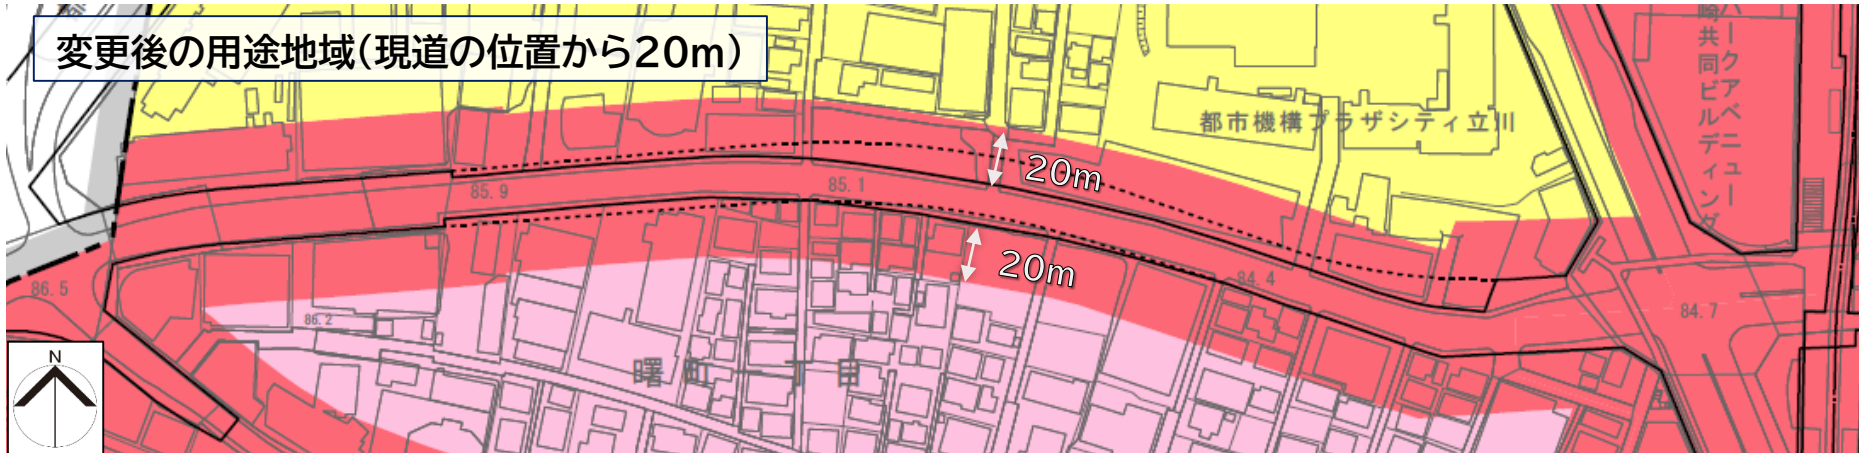 変更後の用途地域(現道の位置から20m)
パークアベニュー
崎共同ビルディング
都市機構プラザシティ立川
20m
85.9
85.1
20m
84.4
86.5
84.7
86.2
曙町一丁目
N